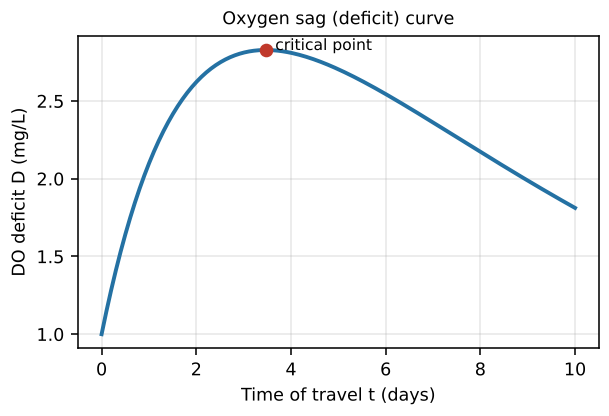 Oxygen sag (deficit) curve
critical point
DO deficit D (mg/L)
2.5
2.0
1.5
1.0
0 2 4 6 8 10
Time of travel t (days)